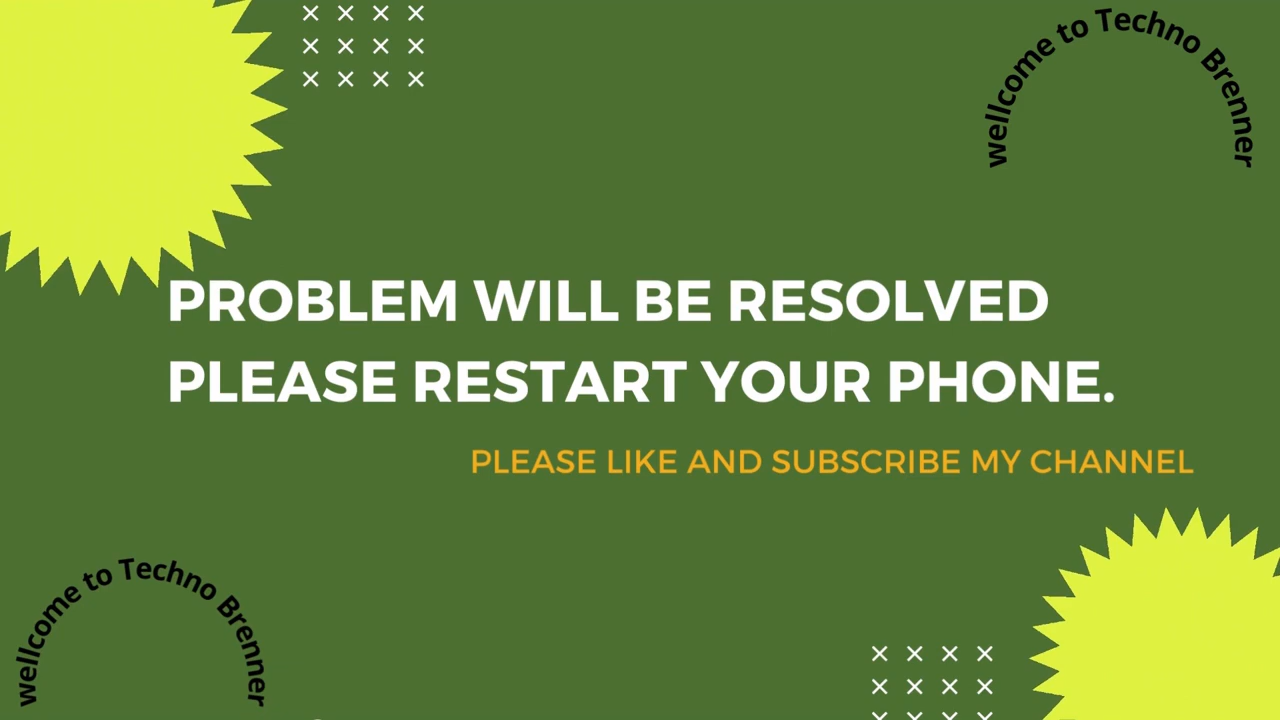 wellcome to Techno Brenner
PROBLEM WILL BE RESOLVED
PLEASE RESTART YOUR PHONE.
PLEASE LIKE AND SUBSCRIBE MY CHANNEL
wellcome to Techno Brenner